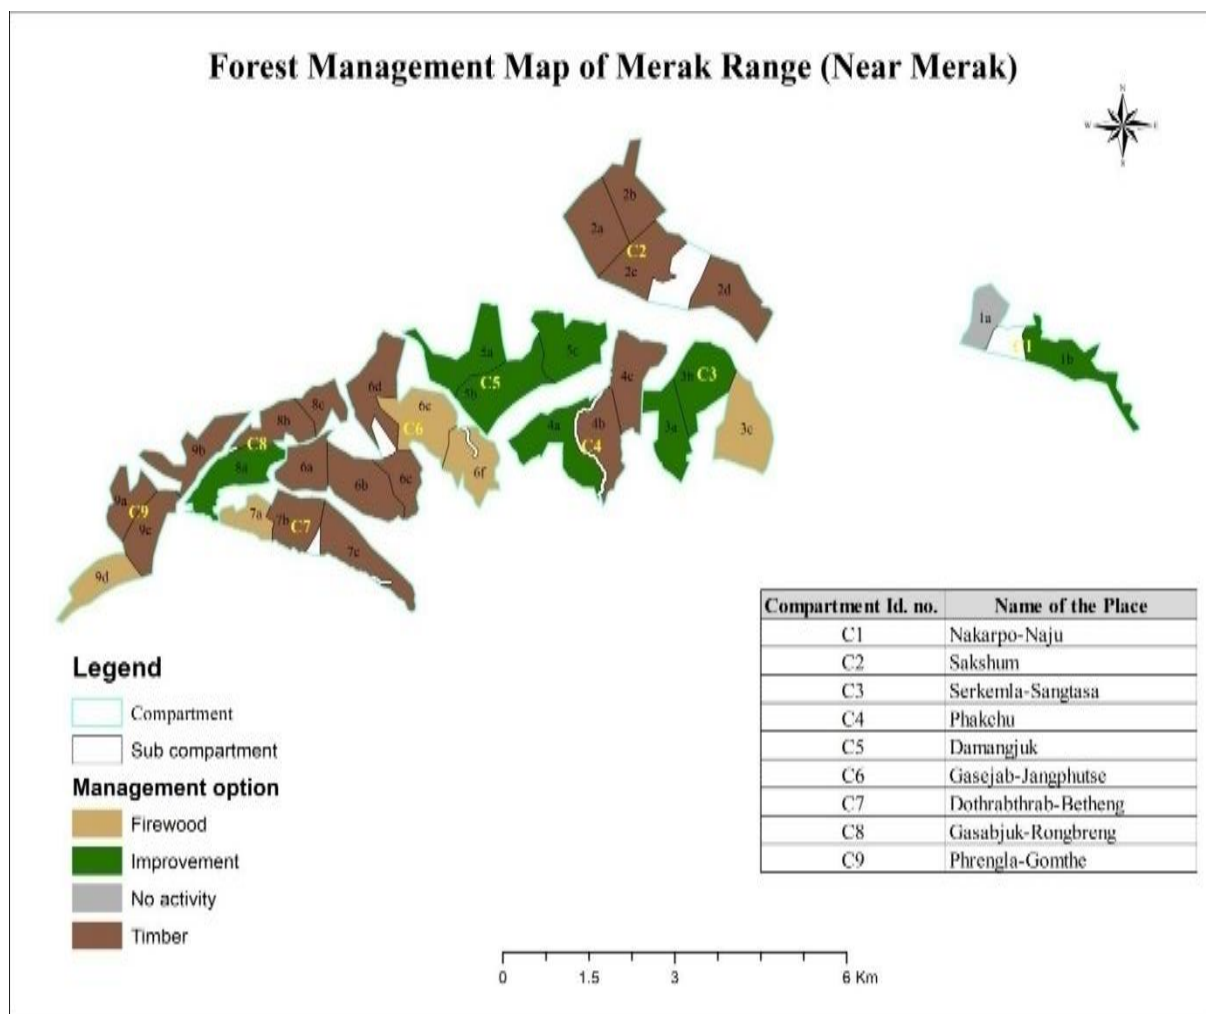 Forest Management Map of Merak Range (Near Merak)
N
W E
S
2b
2a
C2
2c
2d
1a
C1
1b
5a
5c
C5
5b
4c
3b C3
3a
3c
4a
4b
C4
6d
6e
C6
6f
6a
6b
6c
8c
8b
C8
8a
9b
9a
C9
9c
9d
7a
7b
C7
7c
Compartment Id. no. Name of the Place
C1 Nakarpo-Naju
C2 Sakshum
C3 Serkemla-Sangtasa
C4 Phakchu
C5 Damangjuk
C6 Gasejab-Jangphutse
C7 Dothrabthrab-Betheng
C8 Gasabjuk-Rongbreng
C9 Phrengla-Gomthe
Legend
Compartment
Sub compartment
Management option
Firewood
Improvement
No activity
Timber
0 1.5 3 6 Km